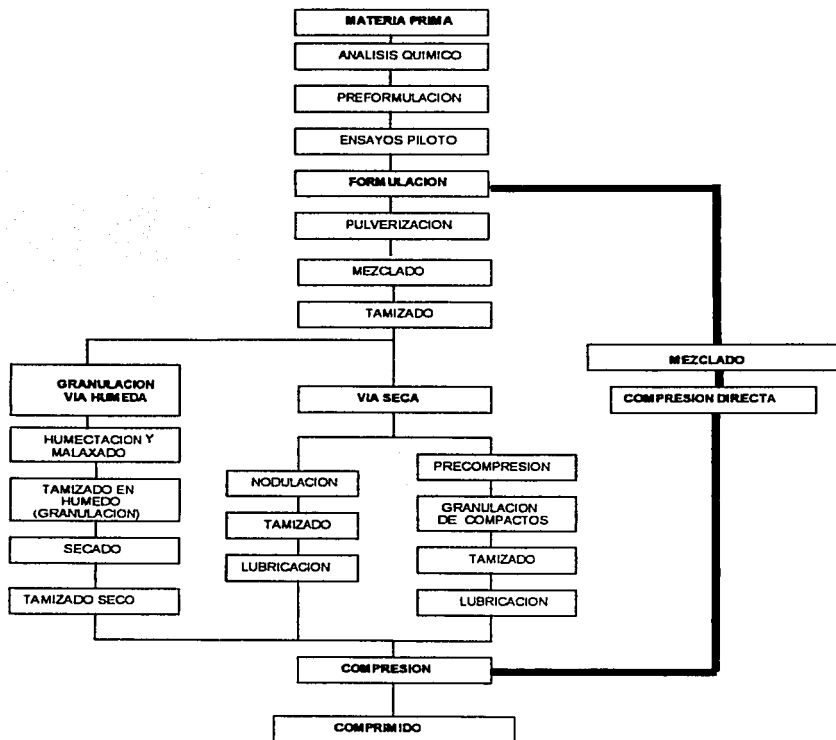 MATERIA PRIMA
ANALISIS QUIMICO
PREFORMULACION
ENSAYOS PILOTO
FORMULACION
PULVERIZACION
MEZCLADO
TAMIZADO
GRANULACION
VIA HUMEDA
HUMECTACION Y
MALAXADO
TAMIZADO EN
HUMEDO
(GRANULACION)
SECADO
TAMIZADO SECO
VIA SECA
NODULACION
TAMIZADO
LUBRICACION
PRECOMPRESION
GRANULACION
DE COMPACTOS
TAMIZADO
LUBRICACION
MEZCLADO
COMPRESION DIRECTA
COMPRESION
COMPRIMIDO